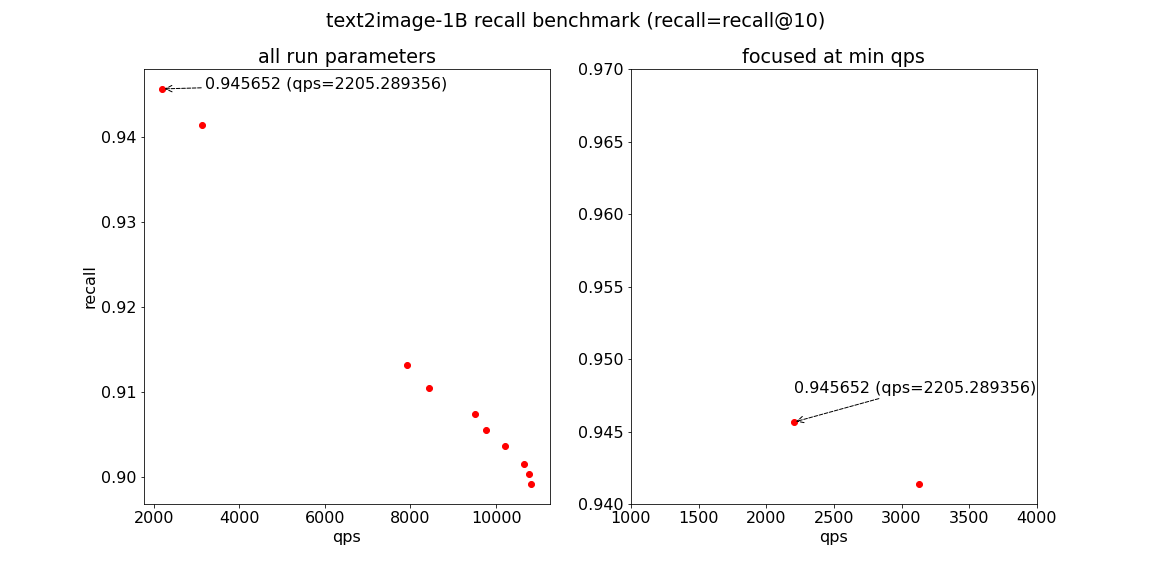 text2image-1B recall benchmark (recall=recall@10)
all run parameters
0.945652 (qps=2205.289356)
0.94
0.93
0.92
0.91
0.90
recall
2000 4000 6000 8000 10000
qps
focused at min qps
0.970
0.965
0.960
0.955
0.950
0.945652 (qps=2205.289356)
0.945
0.940
1000 1500 2000 2500 3000 3500 4000
qps